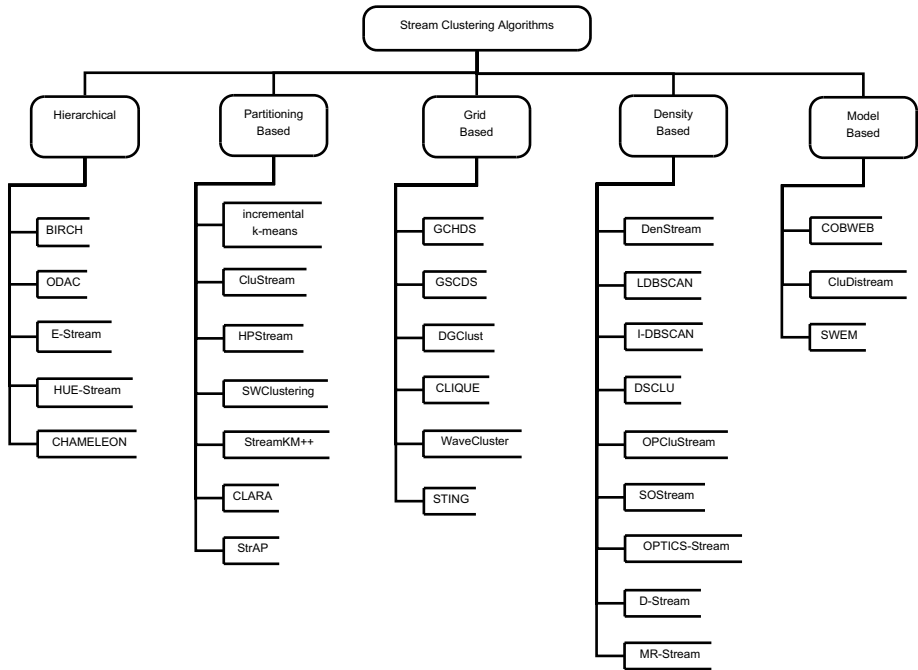 Stream Clustering Algorithms
Hierarchical
Partitioning
Based
Grid
Based
Density
Based
Model
Based
BIRCH
ODAC
E-Stream
HUE-Stream
CHAMELEON
incremental
k-means
CluStream
HPStream
SWClustering
StreamKM++
CLARA
StrAP
GCHDS
GSCDS
DGClust
CLIQUE
WaveCluster
STING
DenStream
LDBSCAN
I-DBSCAN
DSCLU
OPCluStream
SOStream
OPTICS-Stream
D-Stream
MR-Stream
COBWEB
CluDistream
SWEM